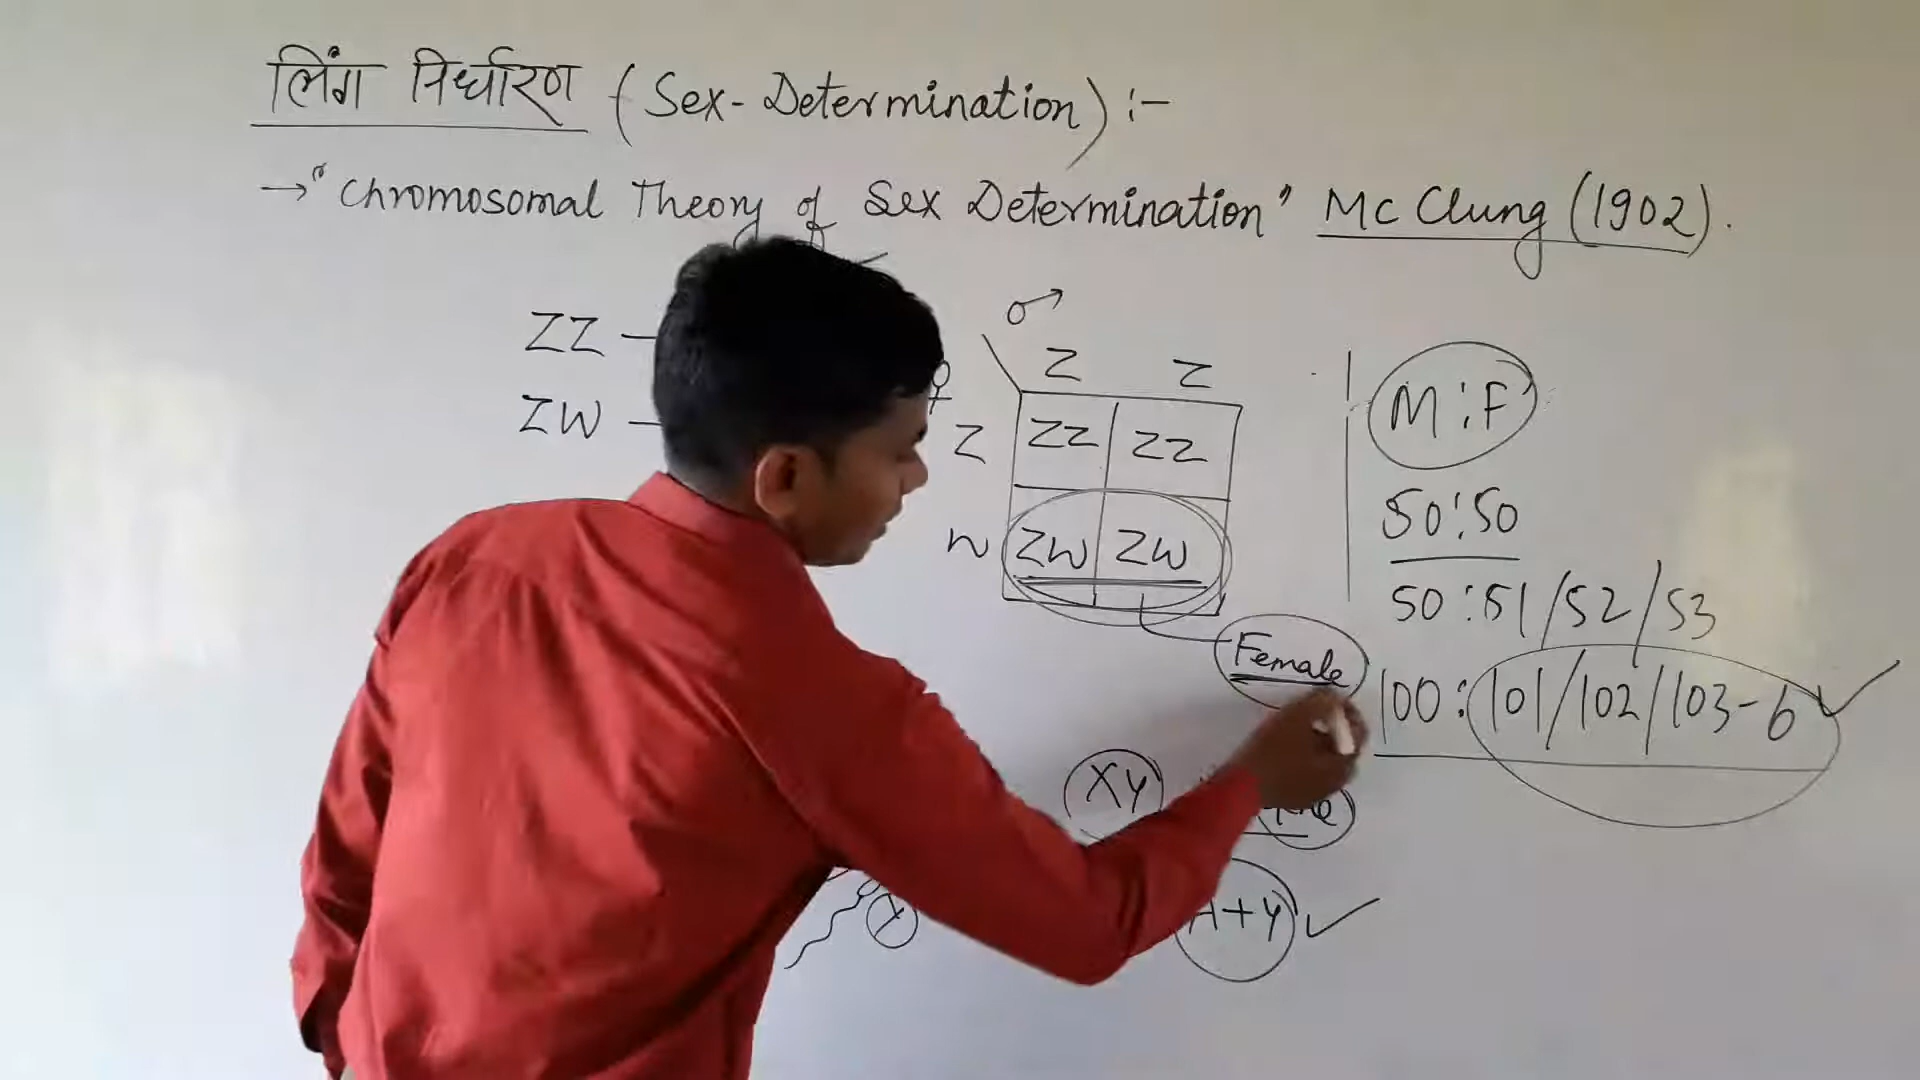 लिंग निर्धारण (Sex-Determination) :-
→ "Chromosomal Theory of Sex Determination" Mc Clung (1902).
ZZ —
ZW —
♂
♀
Z Z
Z ZZ ZZ
W ZW ZW
Female
M:F
50:50
50:51/52/53
100:101/102/103-6 ✓
XY
A+Y ✓
Y